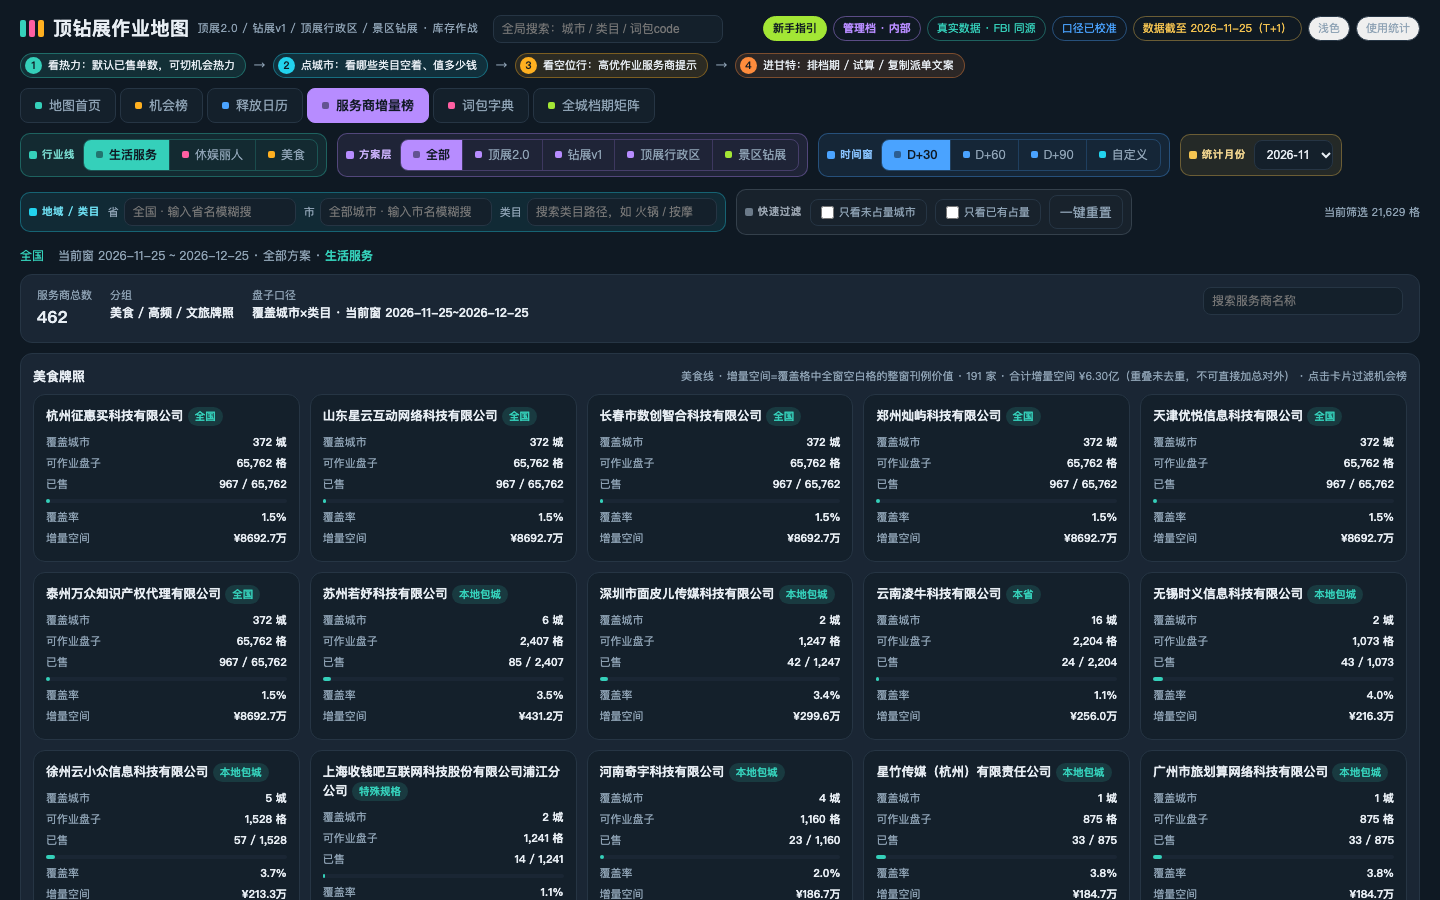 顶钻展作业地图 顶展2.0 / 钻展v1 / 顶展行政区 / 景区钻展 · 库存作战 全局搜索：城市 / 类目 / 词包code 新手指引 管理档 · 内部 真实数据 · FBI 同源 口径已校准 数据截至 2026-11-25（T+1） 浅色 使用统计
1 看热力：默认已售单数，可切机会热力 → 2 点城市：看哪些类目空着、值多少钱 → 3 看空位行：高优作业服务商提示 → 4 进甘特：排档期 / 试算 / 复制派单文案
地图首页 机会榜 释放日历 服务商增量榜 词包字典 全城档期矩阵
行业线 生活服务 休娱丽人 美食 方案层 全部 顶展2.0 钻展v1 顶展行政区 景区钻展 时间窗 D+30 D+60 D+90 自定义 统计月份 2026-11
地域 / 类目 省 全国 · 输入省名模糊搜 市 全部城市 · 输入市名模糊搜 类目 搜索类目路径，如 火锅 / 按摩 快速过滤 只看未占量城市 只看已有占量 一键重置 当前筛选 21,629 格
全国 当前窗 2026-11-25 ~ 2026-12-25 · 全部方案 · 生活服务
服务商总数 分组 盘子口径
462 美食 / 高频 / 文旅牌照 覆盖城市×类目 · 当前窗 2026-11-25~2026-12-25 搜索服务商名称
美食牌照 美食线 · 增量空间=覆盖格中全窗空白格的整窗刊例价值 · 191 家 · 合计增量空间 ¥6.30亿（重叠未去重，不可直接加总对外） · 点击卡片过滤机会榜
杭州征惠买科技有限公司 全国 山东星云互动网络科技有限公司 全国 长春市数创智合科技有限公司 全国 郑州灿屿科技有限公司 全国 天津优悦信息科技有限公司 全国
覆盖城市 372 城 覆盖城市 372 城 覆盖城市 372 城 覆盖城市 372 城 覆盖城市 372 城
可作业盘子 65,762 格 可作业盘子 65,762 格 可作业盘子 65,762 格 可作业盘子 65,762 格 可作业盘子 65,762 格
已售 967 / 65,762 已售 967 / 65,762 已售 967 / 65,762 已售 967 / 65,762 已售 967 / 65,762
覆盖率 1.5% 覆盖率 1.5% 覆盖率 1.5% 覆盖率 1.5% 覆盖率 1.5%
增量空间 ¥8692.7万 增量空间 ¥8692.7万 增量空间 ¥8692.7万 增量空间 ¥8692.7万 增量空间 ¥8692.7万
泰州万众知识产权代理有限公司 全国 苏州若妤科技有限公司 本地包城 深圳市面皮儿传媒科技有限公司 本地包城 云南凌牛科技有限公司 本省 无锡时义信息科技有限公司 本地包城
覆盖城市 372 城 覆盖城市 6 城 覆盖城市 2 城 覆盖城市 16 城 覆盖城市 2 城
可作业盘子 65,762 格 可作业盘子 2,407 格 可作业盘子 1,247 格 可作业盘子 2,204 格 可作业盘子 1,073 格
已售 967 / 65,762 已售 85 / 2,407 已售 42 / 1,247 已售 24 / 2,204 已售 43 / 1,073
覆盖率 1.5% 覆盖率 3.5% 覆盖率 3.4% 覆盖率 1.1% 覆盖率 4.0%
增量空间 ¥8692.7万 增量空间 ¥431.2万 增量空间 ¥299.6万 增量空间 ¥256.0万 增量空间 ¥216.3万
徐州云小众信息科技有限公司 本地包城 上海收钱吧互联网科技股份有限公司浦江分公司 特殊规格 河南奇宇科技有限公司 本地包城 星竹传媒（杭州）有限责任公司 本地包城 广州市旅划算网络科技有限公司 本地包城
覆盖城市 5 城 覆盖城市 2 城 覆盖城市 4 城 覆盖城市 1 城 覆盖城市 1 城
可作业盘子 1,528 格 可作业盘子 1,241 格 可作业盘子 1,160 格 可作业盘子 875 格 可作业盘子 875 格
已售 57 / 1,528 已售 14 / 1,241 已售 23 / 1,160 已售 33 / 875 已售 33 / 875
覆盖率 3.7% 覆盖率 1.1% 覆盖率 2.0% 覆盖率 3.8% 覆盖率 3.8%
增量空间 ¥213.3万 增量空间 ¥186.7万 增量空间 ¥184.7万 增量空间 ¥184.7万